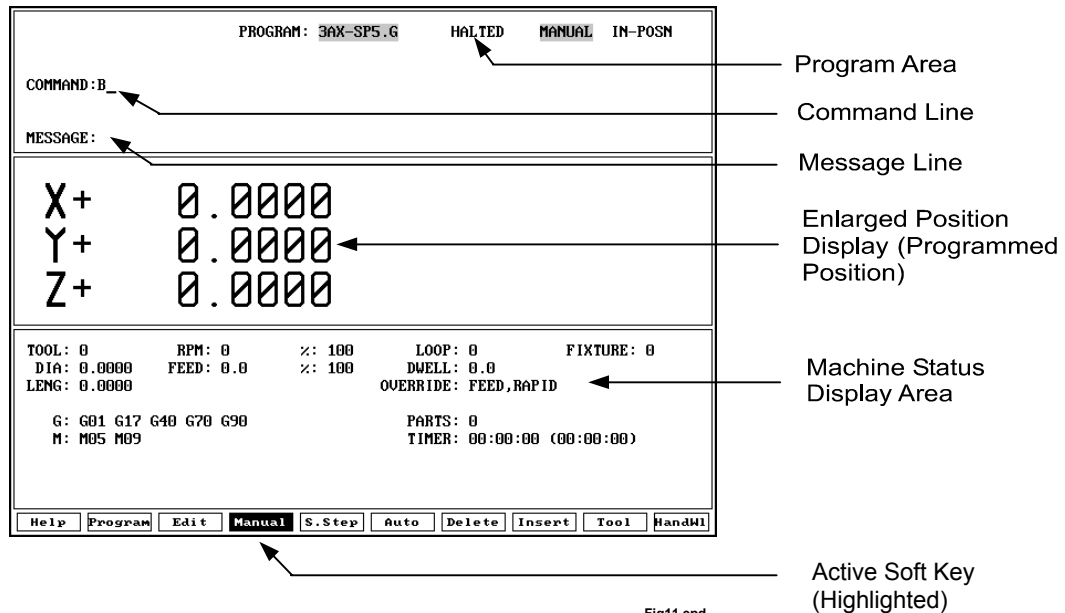 PROGRAM: 3AX-SP5.G HALTED MANUAL IN-POSN
COMMAND:B_
MESSAGE:
X+ 0.0000
Y+ 0.0000
Z+ 0.0000
TOOL: 0 RPM: 0 %: 100 LOOP: 0 FIXTURE: 0
DIA: 0.0000 FEED: 0.0 %: 100 DWELL: 0.0
LENG: 0.0000 OVERRIDE: FEED,RAPID
G: G01 G17 G40 G70 G90 PARTS: 0
M: M05 M09 TIMER: 00:00:00 (00:00:00)
Help Program Edit Manual S.Step Auto Delete Insert Tool HandWl
Program Area
Command Line
Message Line
Enlarged Position
Display (Programmed
Position)
Machine Status
Display Area
Active Soft Key
(Highlighted)